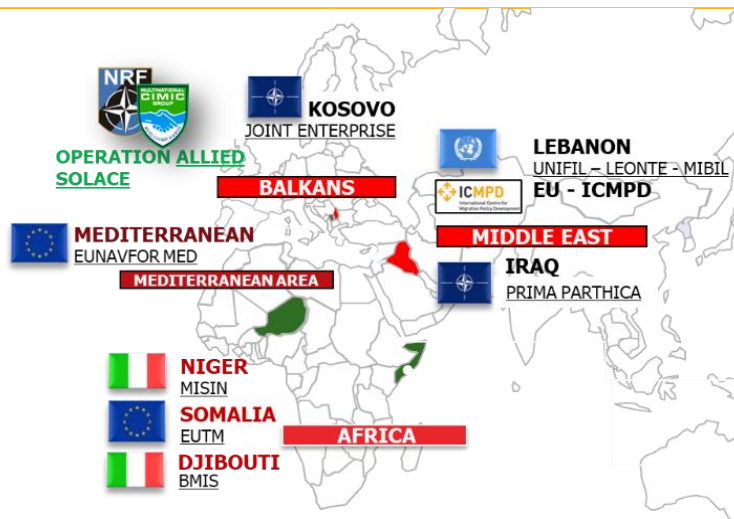 NRF
MULTINATIONAL
CIMIC
GROUP
OPERATION ALLIED
SOLACE
KOSOVO
JOINT ENTERPRISE
BALKANS
LEBANON
UNIFIL – LEONTE - MIBIL
ICMPD
International Centre for
Migration Policy Development
EU - ICMPD
MIDDLE EAST
IRAQ
PRIMA PARTHICA
MEDITERRANEAN
EUNAVFOR MED
MEDITERRANEAN AREA
NIGER
MISIN
SOMALIA
EUTM
DJIBOUTI
BMIS
AFRICA